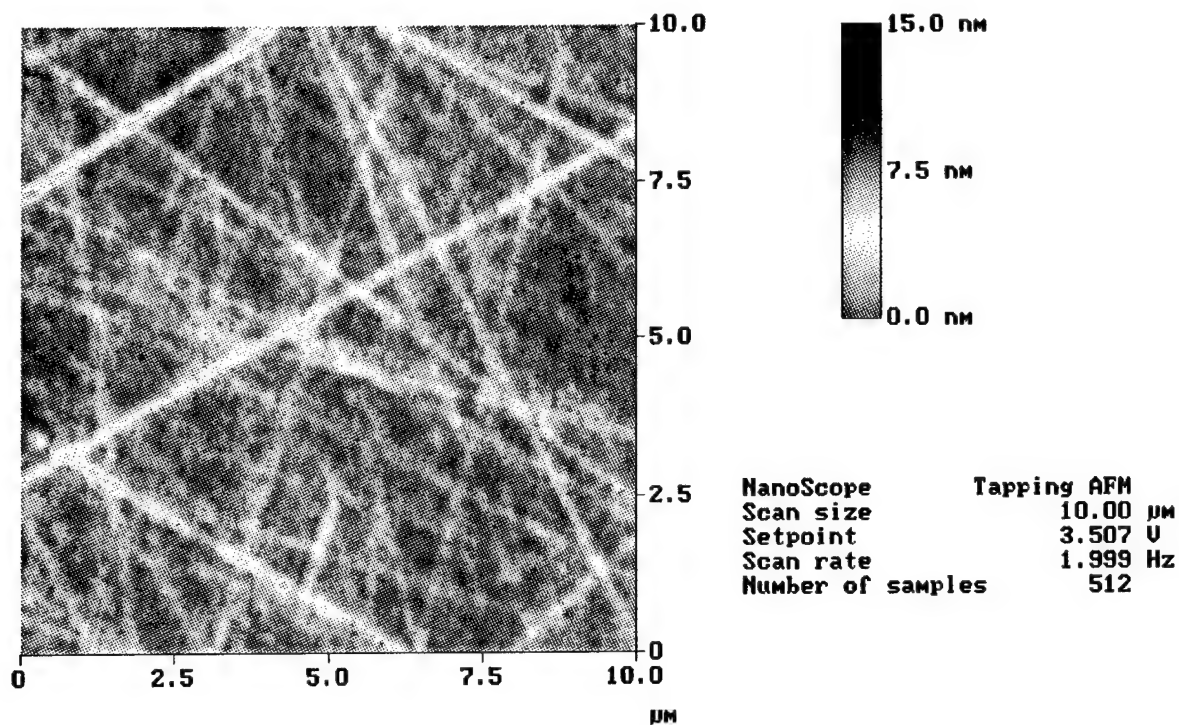 10.0
7.5
5.0
2.5
0
0 2.5 5.0 7.5 10.0
μM
15.0 nM
7.5 nM
0.0 nM
NanoScope Tapping AFM
Scan size 10.00 μM
Setpoint 3.507 V
Scan rate 1.999 Hz
Number of samples 512